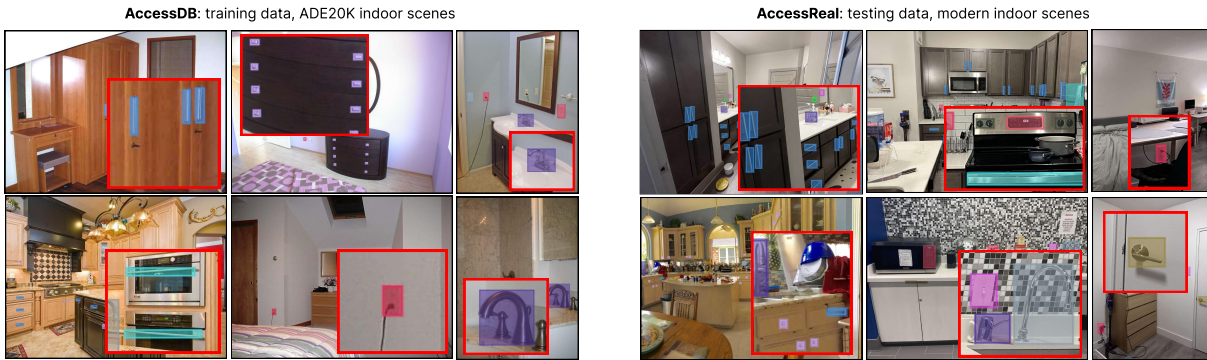 AccessDB: training data, ADE20K indoor scenes
AccessReal: testing data, modern indoor scenes